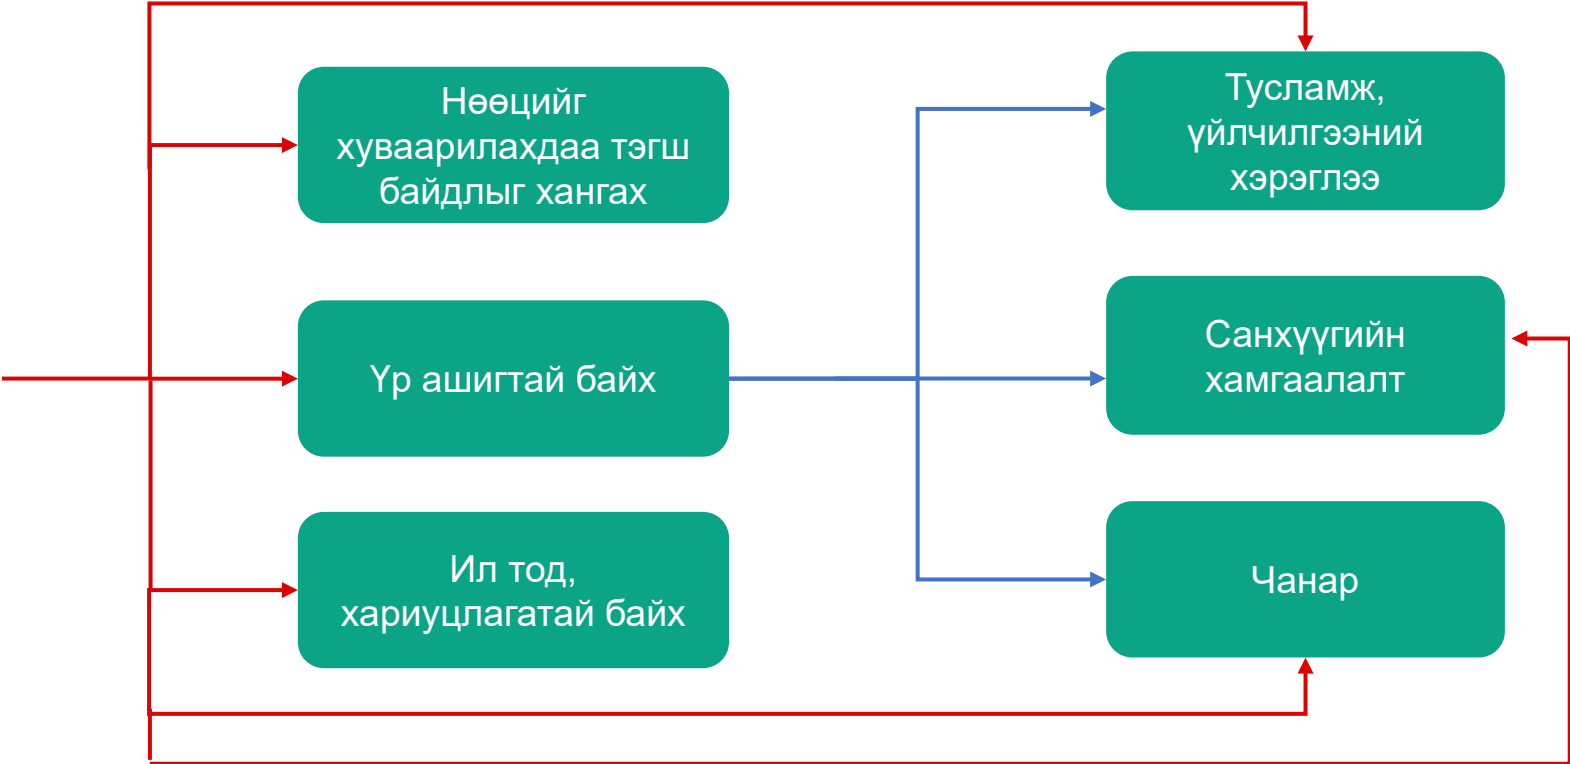 Нөөцийг
хуваарилахдаа тэгш
байдлыг хангах
Үр ашигтай байх
Ил тод,
хариуцлагатай байх
Тусламж,
үйлчилгээний
хэрэглээ
Санхүүгийн
хамгаалалт
Чанар